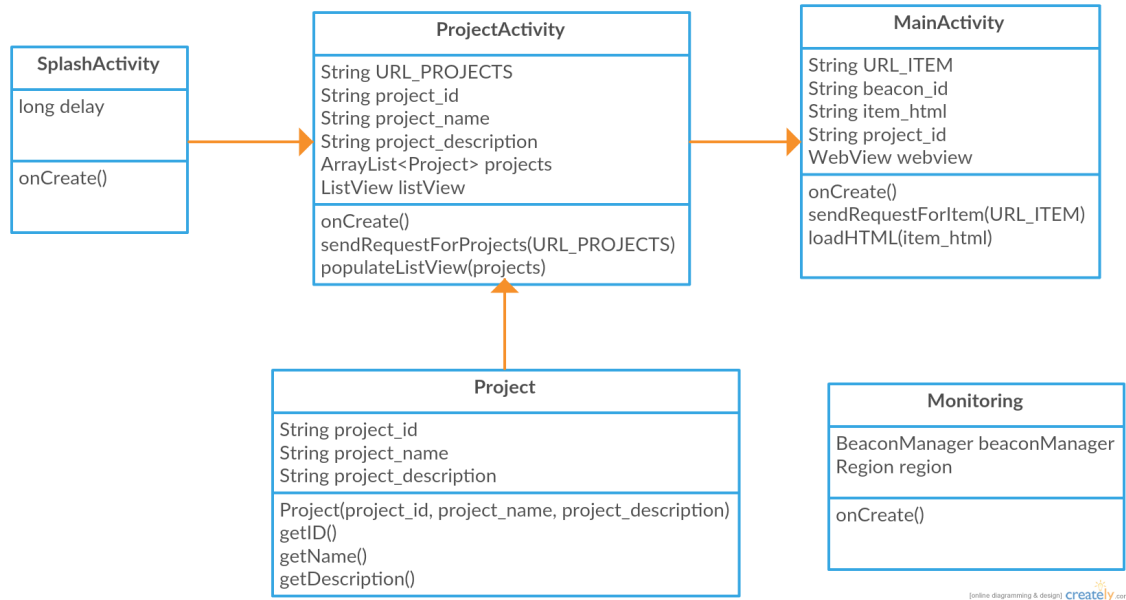 SplashActivity
long delay
onCreate()
ProjectActivity
String URL_PROJECTS
String project_id
String project_name
String project_description
ArrayList<Project> projects
ListView listView
onCreate()
sendRequestForProjects(URL_PROJECTS)
populateListView(projects)
MainActivity
String URL_ITEM
String beacon_id
String item_html
String project_id
WebView webview
onCreate()
sendRequestForItem(URL_ITEM)
loadHTML(item_html)
Project
String project_id
String project_name
String project_description
Project(project_id, project_name, project_description)
getID()
getName()
getDescription()
Monitoring
BeaconManager beaconManager
Region region
onCreate()
[online diagramming & design] creately.com